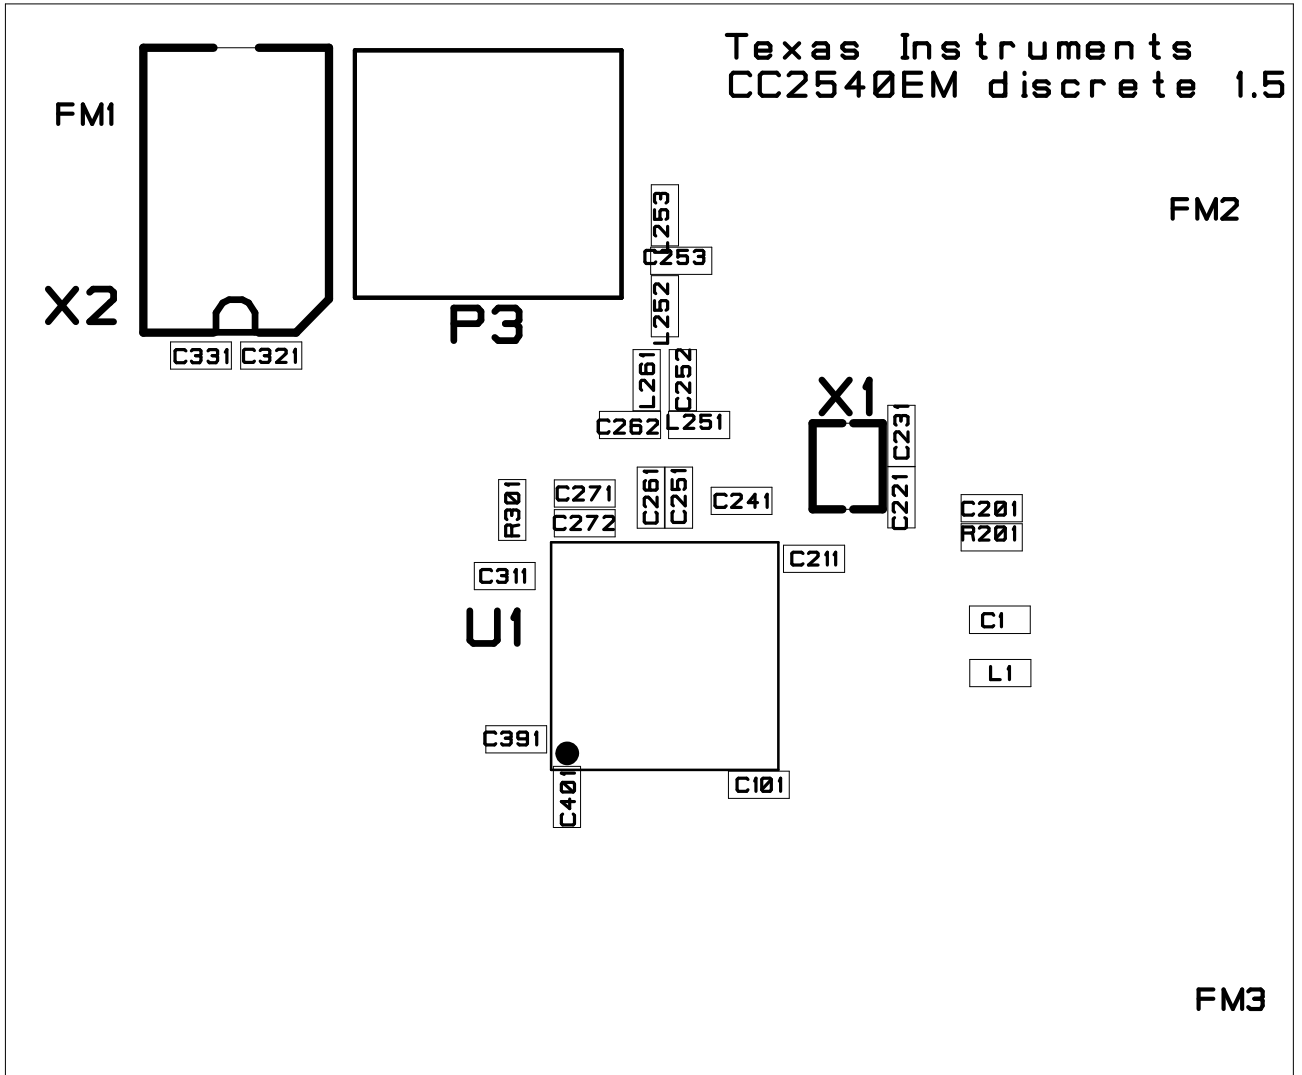 Texas Instruments
CC2540EM discrete 1.5
FM1
FM2
L253
C253
X2
L252
P3
C331
C321
L261
C252
X1
C262
L251
C231
C271
C261
C251
C241
C221
C201
R301
C272
R201
C211
C311
U1
C1
L1
C391
C401
C101
FM3